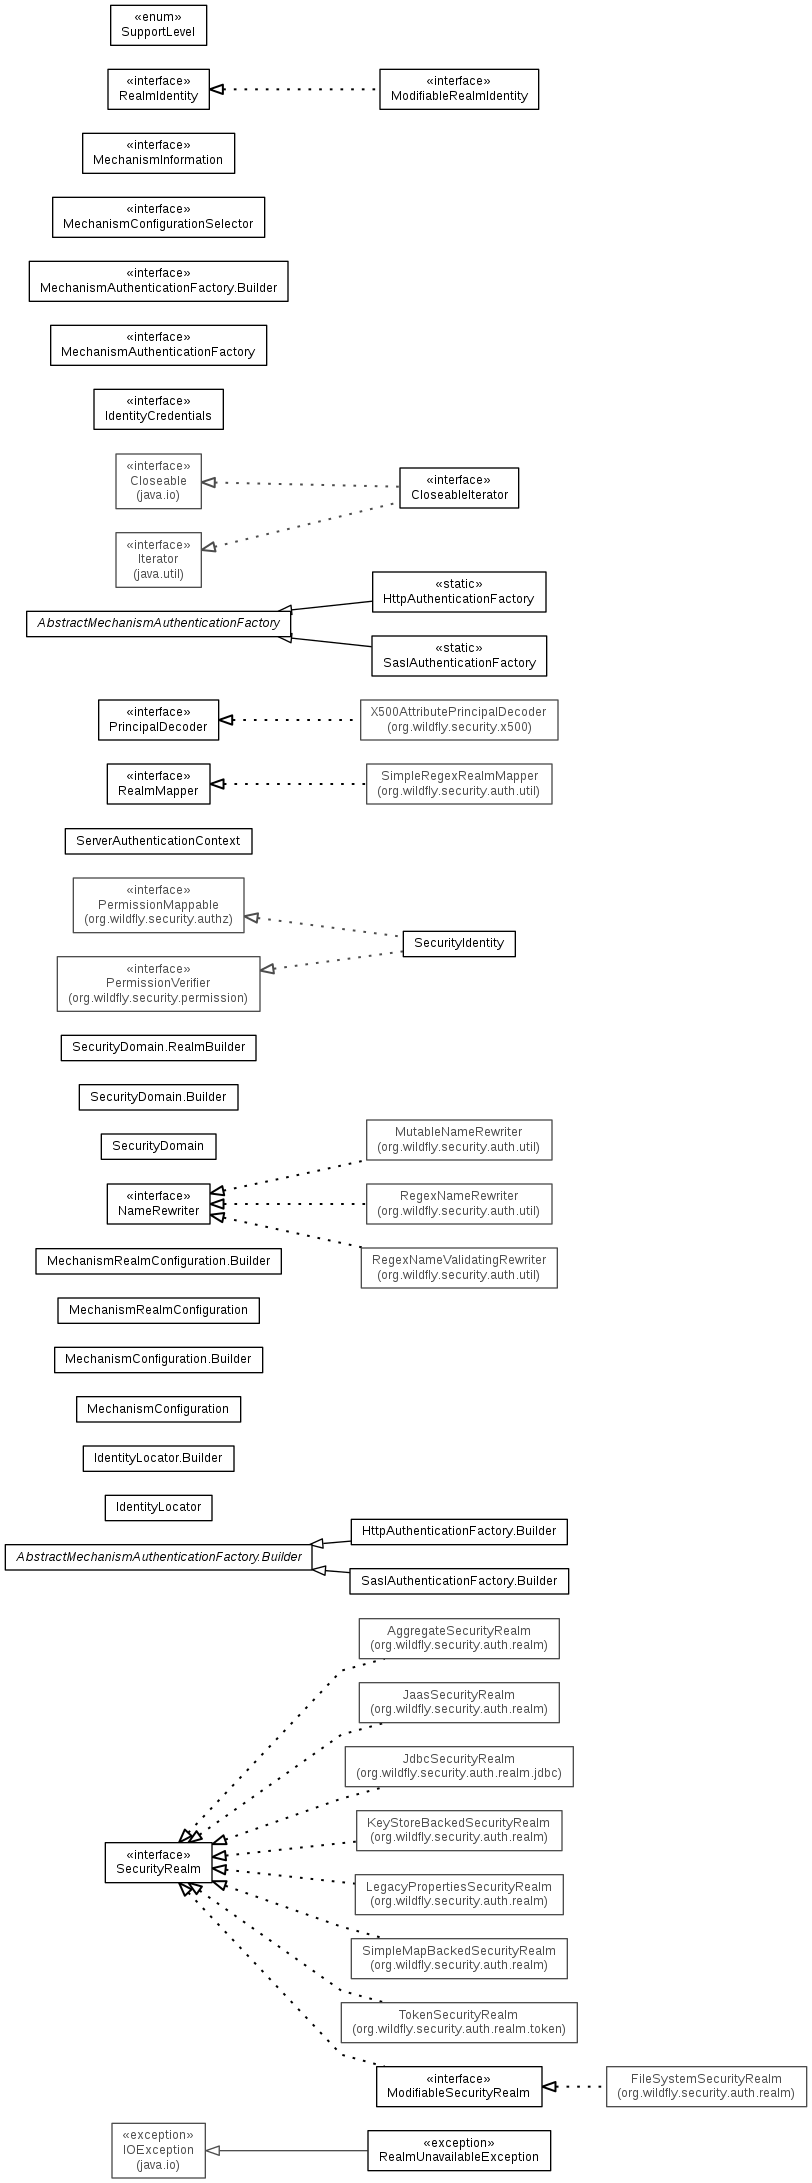 «enum»
SupportLevel
«interface»
RealmIdentity
«interface»
ModifiableRealmIdentity
«interface»
MechanismInformation
«interface»
MechanismConfigurationSelector
«interface»
MechanismAuthenticationFactory.Builder
«interface»
MechanismAuthenticationFactory
«interface»
IdentityCredentials
«interface»
Closeable
(java.io)
«interface»
CloseableIterator
«interface»
Iterator
(java.util)
«static»
HttpAuthenticationFactory
AbstractMechanismAuthenticationFactory
«static»
SaslAuthenticationFactory
«interface»
PrincipalDecoder
X500AttributePrincipalDecoder
(org.wildfly.security.x500)
«interface»
RealmMapper
SimpleRegexRealmMapper
(org.wildfly.security.auth.util)
ServerAuthenticationContext
«interface»
PermissionMappable
(org.wildfly.security.authz)
SecurityIdentity
«interface»
PermissionVerifier
(org.wildfly.security.permission)
SecurityDomain.RealmBuilder
SecurityDomain.Builder
SecurityDomain
MutableNameRewriter
(org.wildfly.security.auth.util)
«interface»
NameRewriter
RegexNameRewriter
(org.wildfly.security.auth.util)
RegexNameValidatingRewriter
(org.wildfly.security.auth.util)
MechanismRealmConfiguration.Builder
MechanismRealmConfiguration
MechanismConfiguration.Builder
MechanismConfiguration
IdentityLocator.Builder
IdentityLocator
HttpAuthenticationFactory.Builder
AbstractMechanismAuthenticationFactory.Builder
SaslAuthenticationFactory.Builder
AggregateSecurityRealm
(org.wildfly.security.auth.realm)
JaasSecurityRealm
(org.wildfly.security.auth.realm)
JdbcSecurityRealm
(org.wildfly.security.auth.realm.jdbc)
KeyStoreBackedSecurityRealm
(org.wildfly.security.auth.realm)
«interface»
SecurityRealm
LegacyPropertiesSecurityRealm
(org.wildfly.security.auth.realm)
SimpleMapBackedSecurityRealm
(org.wildfly.security.auth.realm)
TokenSecurityRealm
(org.wildfly.security.auth.realm.token)
«interface»
ModifiableSecurityRealm
FileSystemSecurityRealm
(org.wildfly.security.auth.realm)
«exception»
IOException
(java.io)
«exception»
RealmUnavailableException